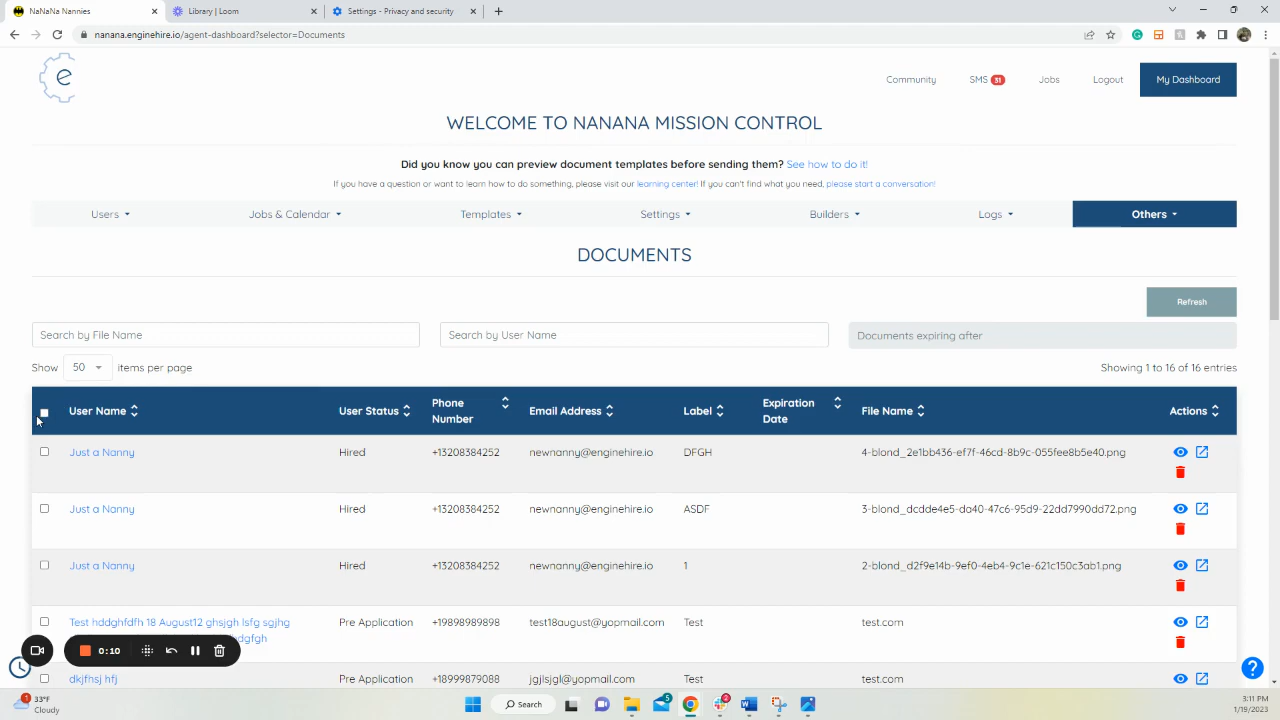 NaNaNa Nannies
Library | Loom
Settings - Privacy and security
nanana.enginehire.io/agent-dashboard?selector=Documents
e
Community
SMS 31
Jobs
Logout
My Dashboard
WELCOME TO NANANA MISSION CONTROL
Did you know you can preview document templates before sending them? See how to do it!
If you have a question or want to learn how to do something, please visit our learning center! If you can't find what you need, please start a conversation!
Users
Jobs & Calendar
Templates
Settings
Builders
Logs
Others
DOCUMENTS
Refresh
Search by File Name
Search by User Name
Documents expiring after
Show 50 items per page
Showing 1 to 16 of 16 entries
User Name
User Status
Phone Number
Email Address
Label
Expiration Date
File Name
Actions
Just a Nanny Hired +13208384252 newnanny@enginehire.io DFGH 4-blond_2e1bb436-ef7f-46cd-8b9c-055fee8b5e40.png
Just a Nanny Hired +13208384252 newnanny@enginehire.io ASDF 3-blond_dcdde4e5-da40-47c6-95d9-22dd7990dd72.png
Just a Nanny Hired +13208384252 newnanny@enginehire.io 1 2-blond_d2f9e14b-9ef0-4eb4-9c1e-621c150c3ab1.png
Test hddghfdfh 18 August12 ghsjgh lsfg sgjhg Pre Application +19898989898 test18august@yopmail.com Test test.com
dkjfhsj hfj Pre Application +18999879088 jgjlsjgl@yopmail.com Test test.com
0:10
33°F
Cloudy
Search
3:11 PM
1/19/2023